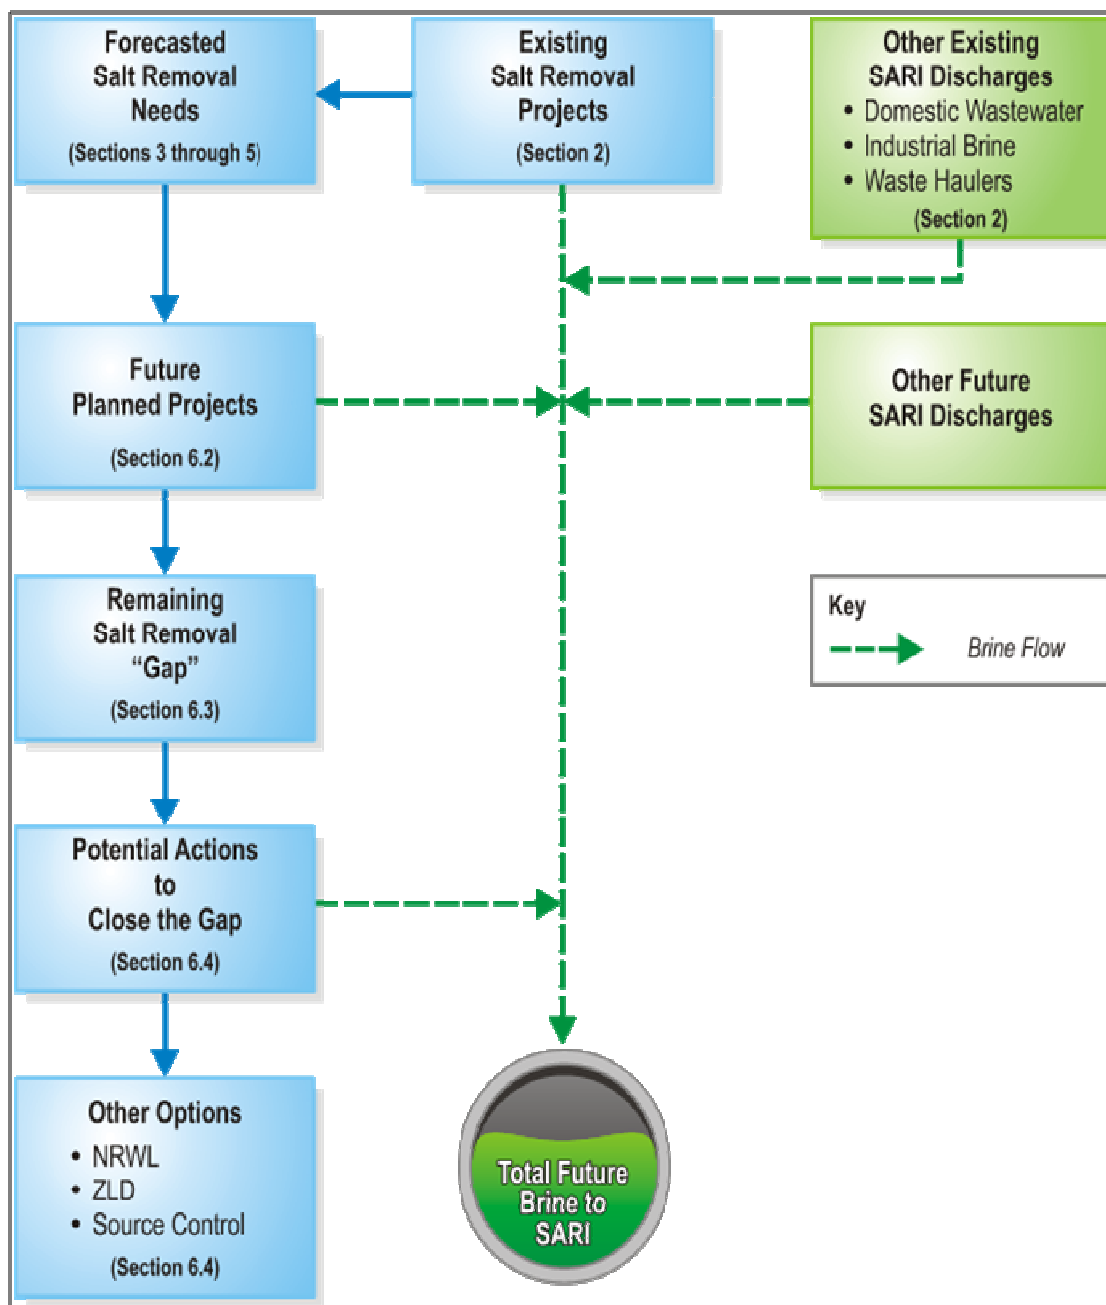 Forecasted
Salt Removal
Needs
(Sections 3 through 5)
Existing
Salt Removal
Projects
(Section 2)
Other Existing
SARI Discharges
• Domestic Wastewater
• Industrial Brine
• Waste Haulers
(Section 2)
Future
Planned Projects
(Section 6.2)
Other Future
SARI Discharges
Remaining
Salt Removal
“Gap”
(Section 6.3)
Key
Brine Flow
Potential Actions
to
Close the Gap
(Section 6.4)
Other Options
• NRWL
• ZLD
• Source Control
(Section 6.4)
Total Future
Brine to
SARI